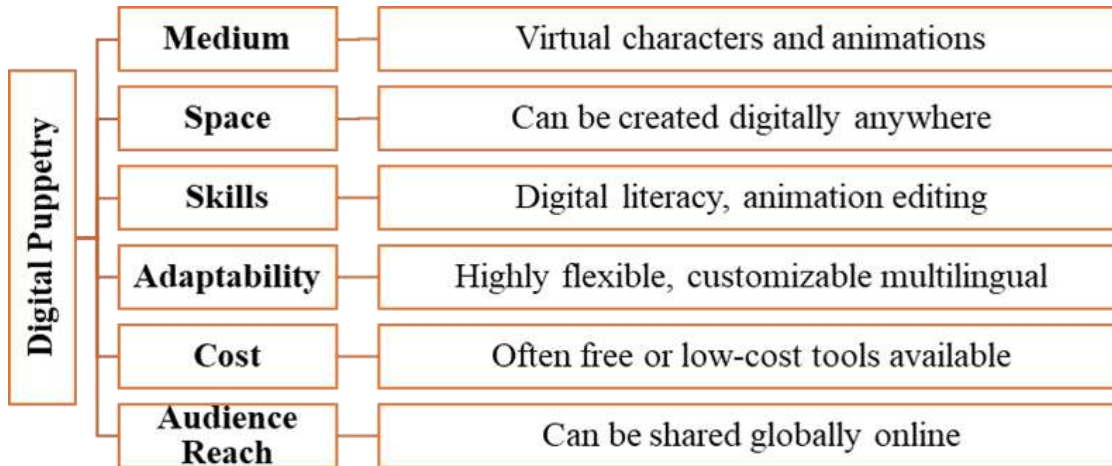 Digital Puppetry
Medium
Virtual characters and animations
Space
Can be created digitally anywhere
Skills
Digital literacy, animation editing
Adaptability
Highly flexible, customizable multilingual
Cost
Often free or low-cost tools available
Audience
Reach
Can be shared globally online